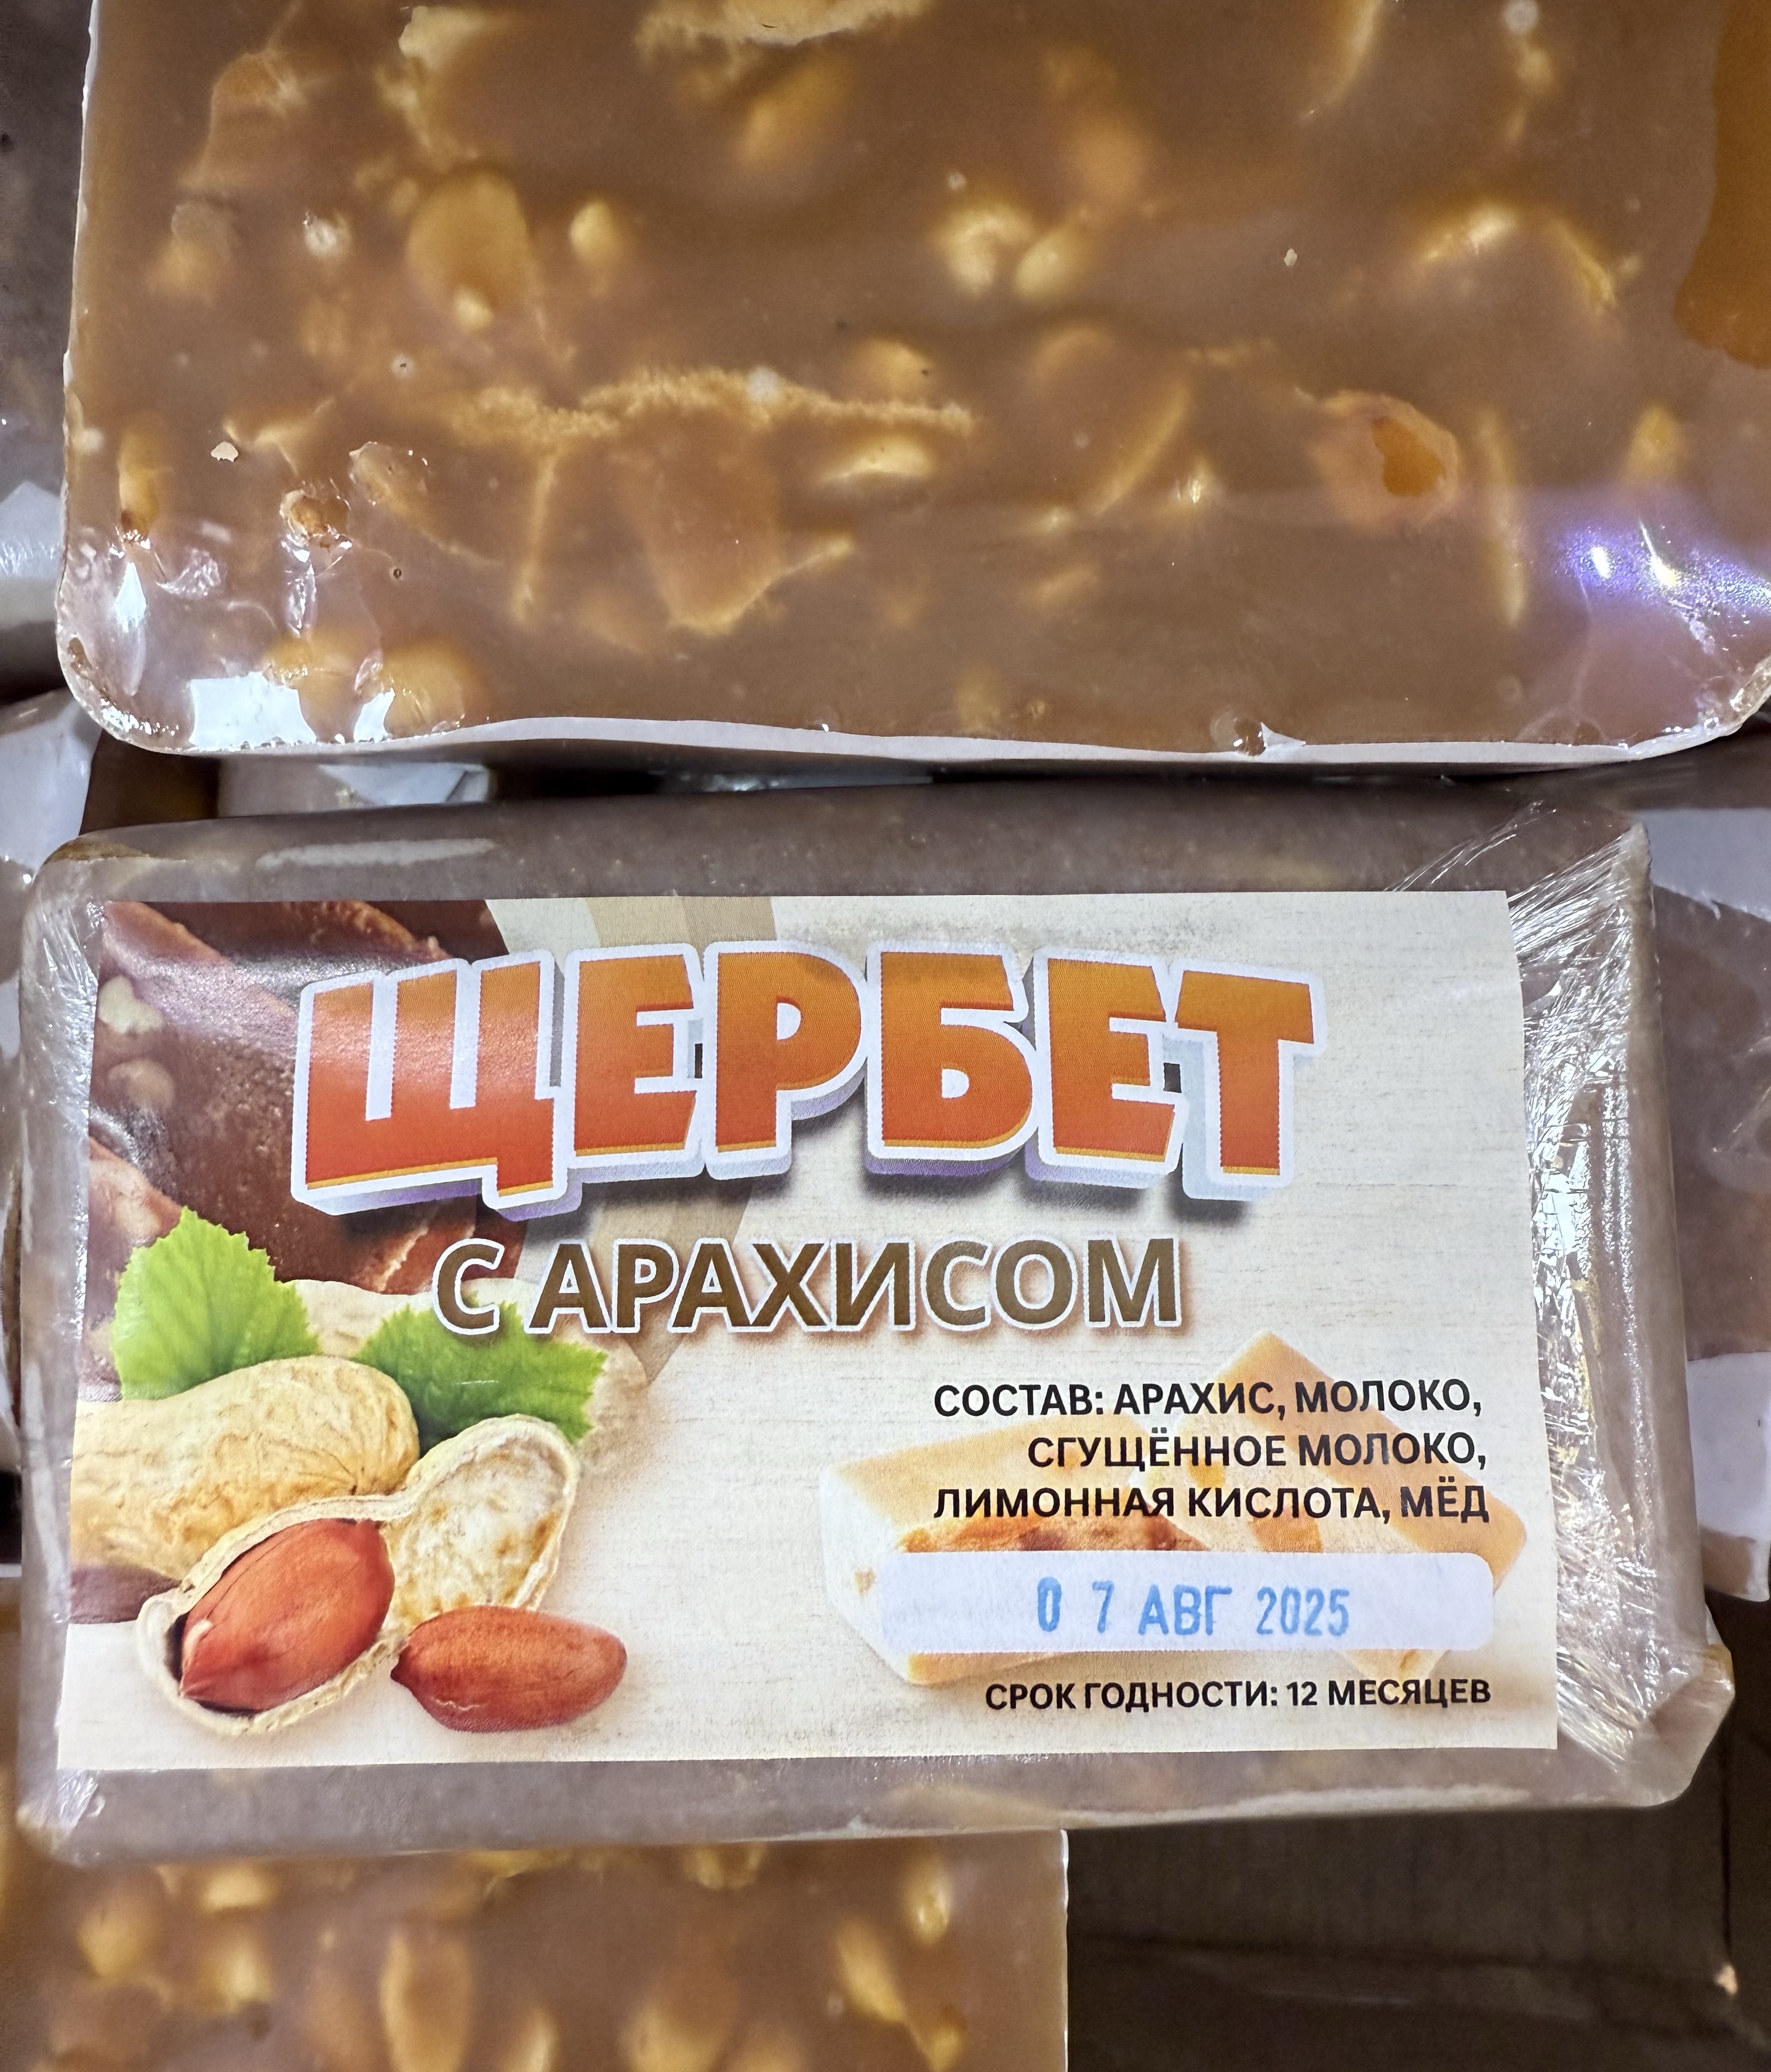 ЩЕРБЕТ
С АРАХИСОМ
СОСТАВ: АРАХИС, МОЛОКО,
СГУЩЁННОЕ МОЛОКО,
ЛИМОННАЯ КИСЛОТА, МЁД
0 7 АВГ 2025
СРОК ГОДНОСТИ: 12 МЕСЯЦЕВ